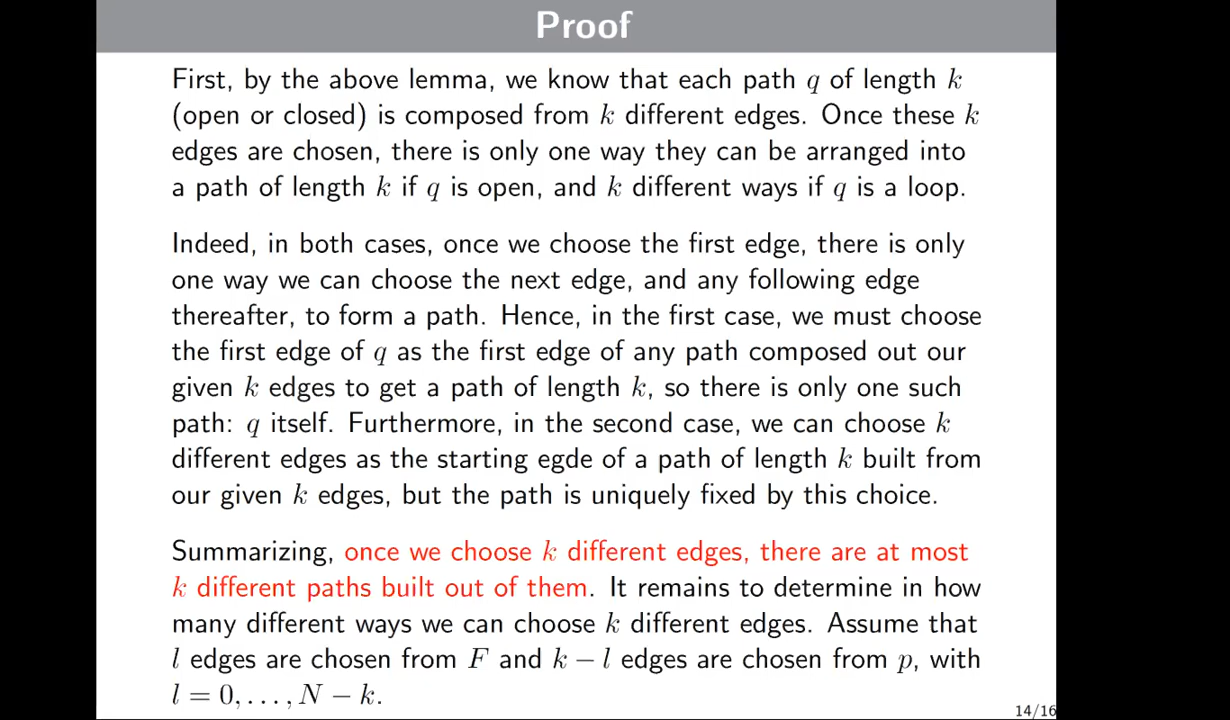 Proof
First, by the above lemma, we know that each path q of length k
(open or closed) is composed from k different edges. Once these k
edges are chosen, there is only one way they can be arranged into
a path of length k if q is open, and k different ways if q is a loop.
Indeed, in both cases, once we choose the first edge, there is only
one way we can choose the next edge, and any following edge
thereafter, to form a path. Hence, in the first case, we must choose
the first edge of q as the first edge of any path composed out our
given k edges to get a path of length k, so there is only one such
path: q itself. Furthermore, in the second case, we can choose k
different edges as the starting egde of a path of length k built from
our given k edges, but the path is uniquely fixed by this choice.
Summarizing, once we choose k different edges, there are at most
k different paths built out of them. It remains to determine in how
many different ways we can choose k different edges. Assume that
l edges are chosen from F and k − l edges are chosen from p, with
l = 0, . . . , N − k.
14/16